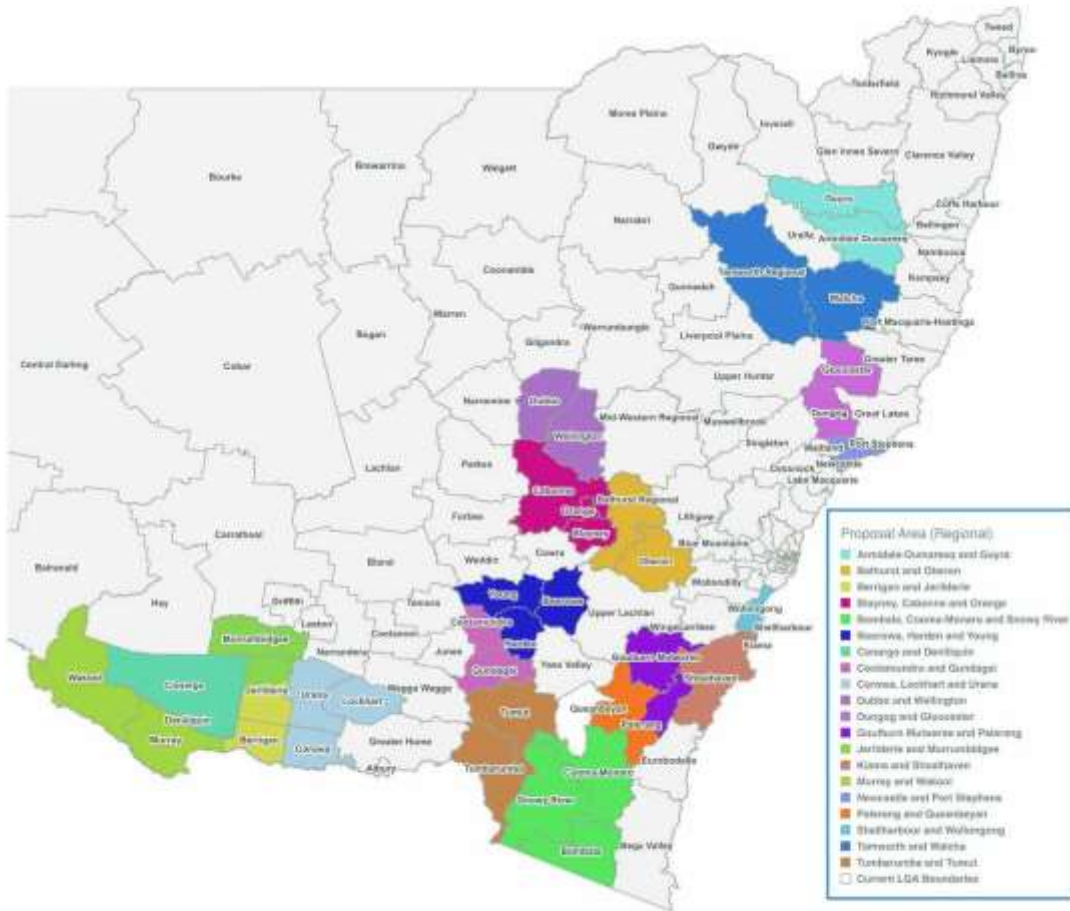 Tweed
Kyogle
Byron
Lismore
Ballina
Tenterfield
Richmond Valley
Moree Plains
Inverell
Gwydir
Glen Innes Severn
Clarence Valley
Bourke
Brewarrina
Walgett
Guyra
Coffs Harbour
Narrabri
Bellingen
Uralla
Armidale Dumaresq
Nambucca
Coonamble
Tamworth Regional
Kempsey
Gunnedah
Walcha
Warren
Port Macquarie-Hastings
Bogan
Warrumbungle
Liverpool Plains
Gilgandra
Central Darling
Cobar
Greater Taree
Gloucester
Upper Hunter
Narromine
Dubbo
Mid-Western Regional
Dungog
Great Lakes
Muswellbrook
Wellington
Singleton
Port Stephens
Maitland
Newcastle
Lachlan
Parkes
Cessnock
Lake Macquarie
Cabonne
Bathurst Regional
Orange
Forbes
Lithgow
Blayney
Carrathool
Blue Mountains
Weddin
Cowra
Oberon
Bland
Balranald
Wollondilly
Hay
Young
Boorowa
Temora
Griffith
Upper Lachlan
Wollongong
Leeton
Cootamundra
Coolamon
Shellharbour
Murrumbidgee
Wingecarribee
Harden
Kiama
Narrandera
Junee
Goulburn Mulwaree
Yass Valley
Gundagai
Wakool
Shoalhaven
Conargo
Wagga Wagga
Jerilderie
Urana
Lockhart
Queanbeyan
Tumut
Deniliquin
Palerang
Murray
Berrigan
Greater Hume
Corowa
Eurobodalla
Albury
Tumbarumba
Cooma-Monaro
Snowy River
Bega Valley
Bombala
Proposal Area (Regional)
Armidale Dumaresq and Guyra
Bathurst and Oberon
Berrigan and Jerilderie
Blayney, Cabonne and Orange
Bombala, Cooma-Monaro and Snowy River
Boorowa, Harden and Young
Conargo and Deniliquin
Cootamundra and Gundagai
Corowa, Lockhart and Urana
Dubbo and Wellington
Dungog and Gloucester
Goulburn Mulwaree and Palerang
Jerilderie and Murrumbidgee
Kiama and Shoalhaven
Murray and Wakool
Newcastle and Port Stephens
Palerang and Queanbeyan
Shellharbour and Wollongong
Tamworth and Walcha
Tumbarumba and Tumut
Current LGA Boundaries